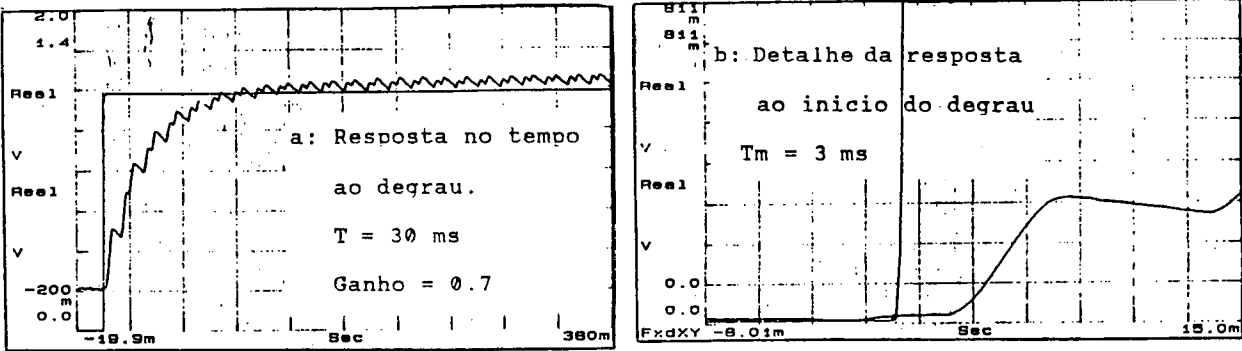 2.0
1.4
Real
V
Real
V
-200
m
0.0
-19.9m
Sec
380m
a: Resposta no tempo
ao degrau.
T = 30 ms
Ganho = 0.7
811
m
811
m
Real
V
Real
V
0.0
0.0
FxdXY -8.01m
Sec
15.0m
b: Detalhe da resposta
ao inicio do degrau
Tm = 3 ms